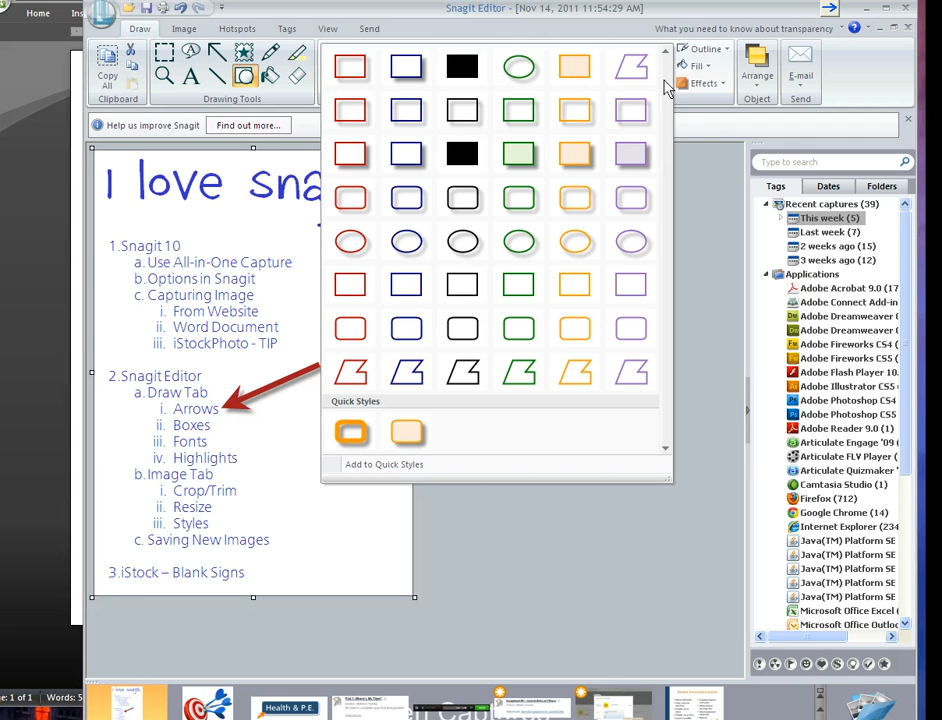 Home
Ins
Snagit Editor - [Nov 14, 2011 11:54:29 AM]
Draw
Image
Hotspots
Tags
View
Send
What you need to know about transparency
Copy All
Clipboard
Drawing Tools
Outline
Fill
Effects
Arrange
Object
E-mail
Send
Help us improve Snagit
Find out more...
I love sna
1.Snagit 10
a. Use All-in-One Capture
b. Options in Snagit
c. Capturing Image
i. From Website
ii. Word Document
iii. iStockPhoto - TIP
2.Snagit Editor
a. Draw Tab
i. Arrows
ii. Boxes
iii. Fonts
iv. Highlights
b. Image Tab
i. Crop/Trim
ii. Resize
iii. Styles
c. Saving New Images
3.iStock – Blank Signs
Quick Styles
Add to Quick Styles
Type to search
Tags
Dates
Folders
Recent captures (39)
This week (5)
Last week (7)
2 weeks ago (15)
3 weeks ago (12)
Applications
Adobe Acrobat 9.0 (17
Adobe Connect Add-in
Adobe Dreamweaver
Adobe Dreamweaver
Adobe Fireworks CS4 (
Adobe Fireworks CS5 (
Adobe Flash Player 10.
Adobe Illustrator CS5
Adobe Photoshop CS4
Adobe Photoshop CS5
Adobe Reader 9.0 (1)
Articulate Engage '09 (
Articulate FLV Player (
Articulate Quizmaker '
Camtasia Studio (1)
Firefox (712)
Google Chrome (14)
Internet Explorer (234
Java(TM) Platform SE
Java(TM) Platform SE
Java(TM) Platform SE
Java(TM) Platform SE
Java(TM) Platform SE
Microsoft Office Excel (
Microsoft Office Outloo
e: 1 of 1
Words: 5
I love snagit
Health & P.E.